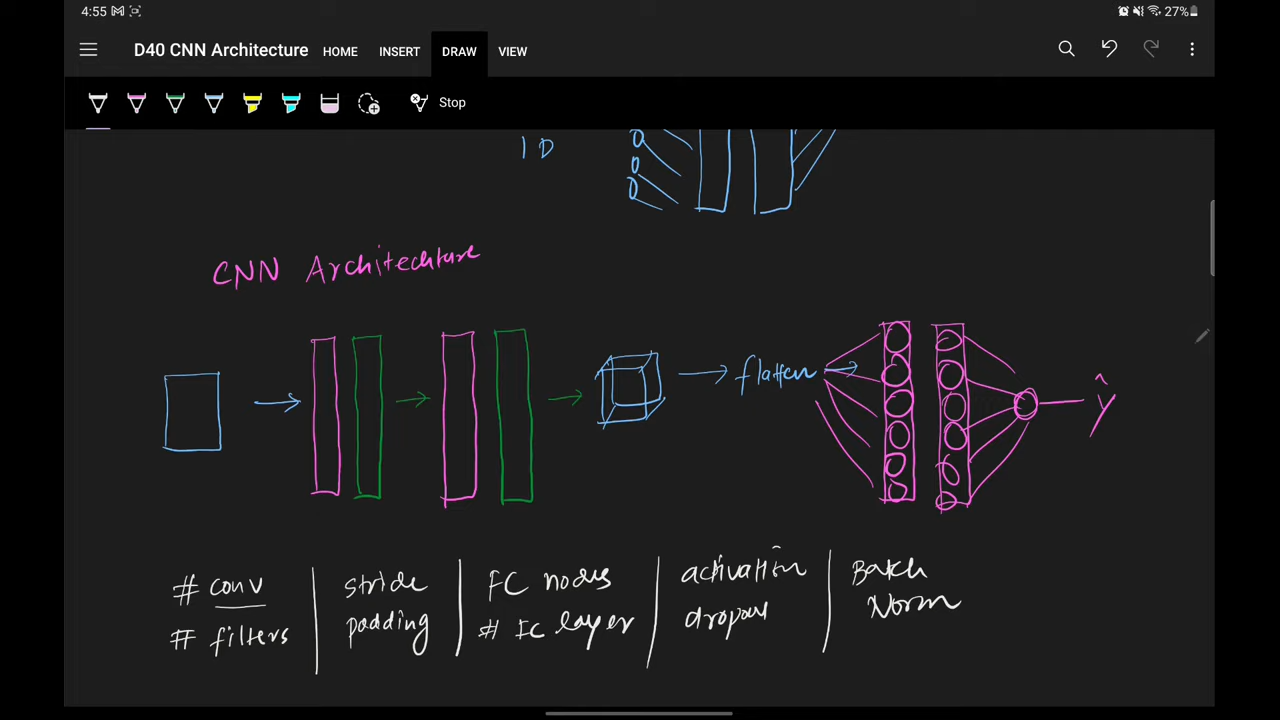 4:55
27%
D40 CNN Architecture HOME INSERT DRAW VIEW
Stop
1D
CNN Architechture
flatten
ŷ
# conv | stride | FC nodes | activation | Batch
# filters | padding | # FC layer | dropout | Norm